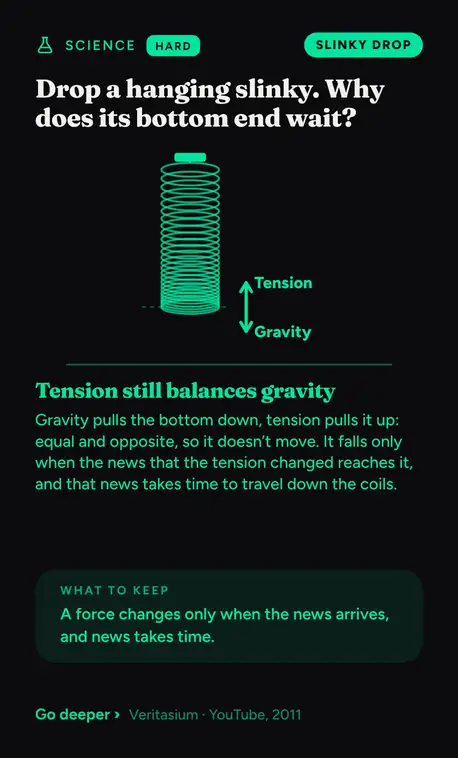 SCIENCE HARD SLINKY DROP
Drop a hanging slinky. Why
does its bottom end wait?
Tension
Gravity
Tension still balances gravity
Gravity pulls the bottom down, tension pulls it up:
equal and opposite, so it doesn’t move. It falls only
when the news that the tension changed reaches it,
and that news takes time to travel down the coils.
WHAT TO KEEP
A force changes only when the news arrives,
and news takes time.
Go deeper › Veritasium · YouTube, 2011